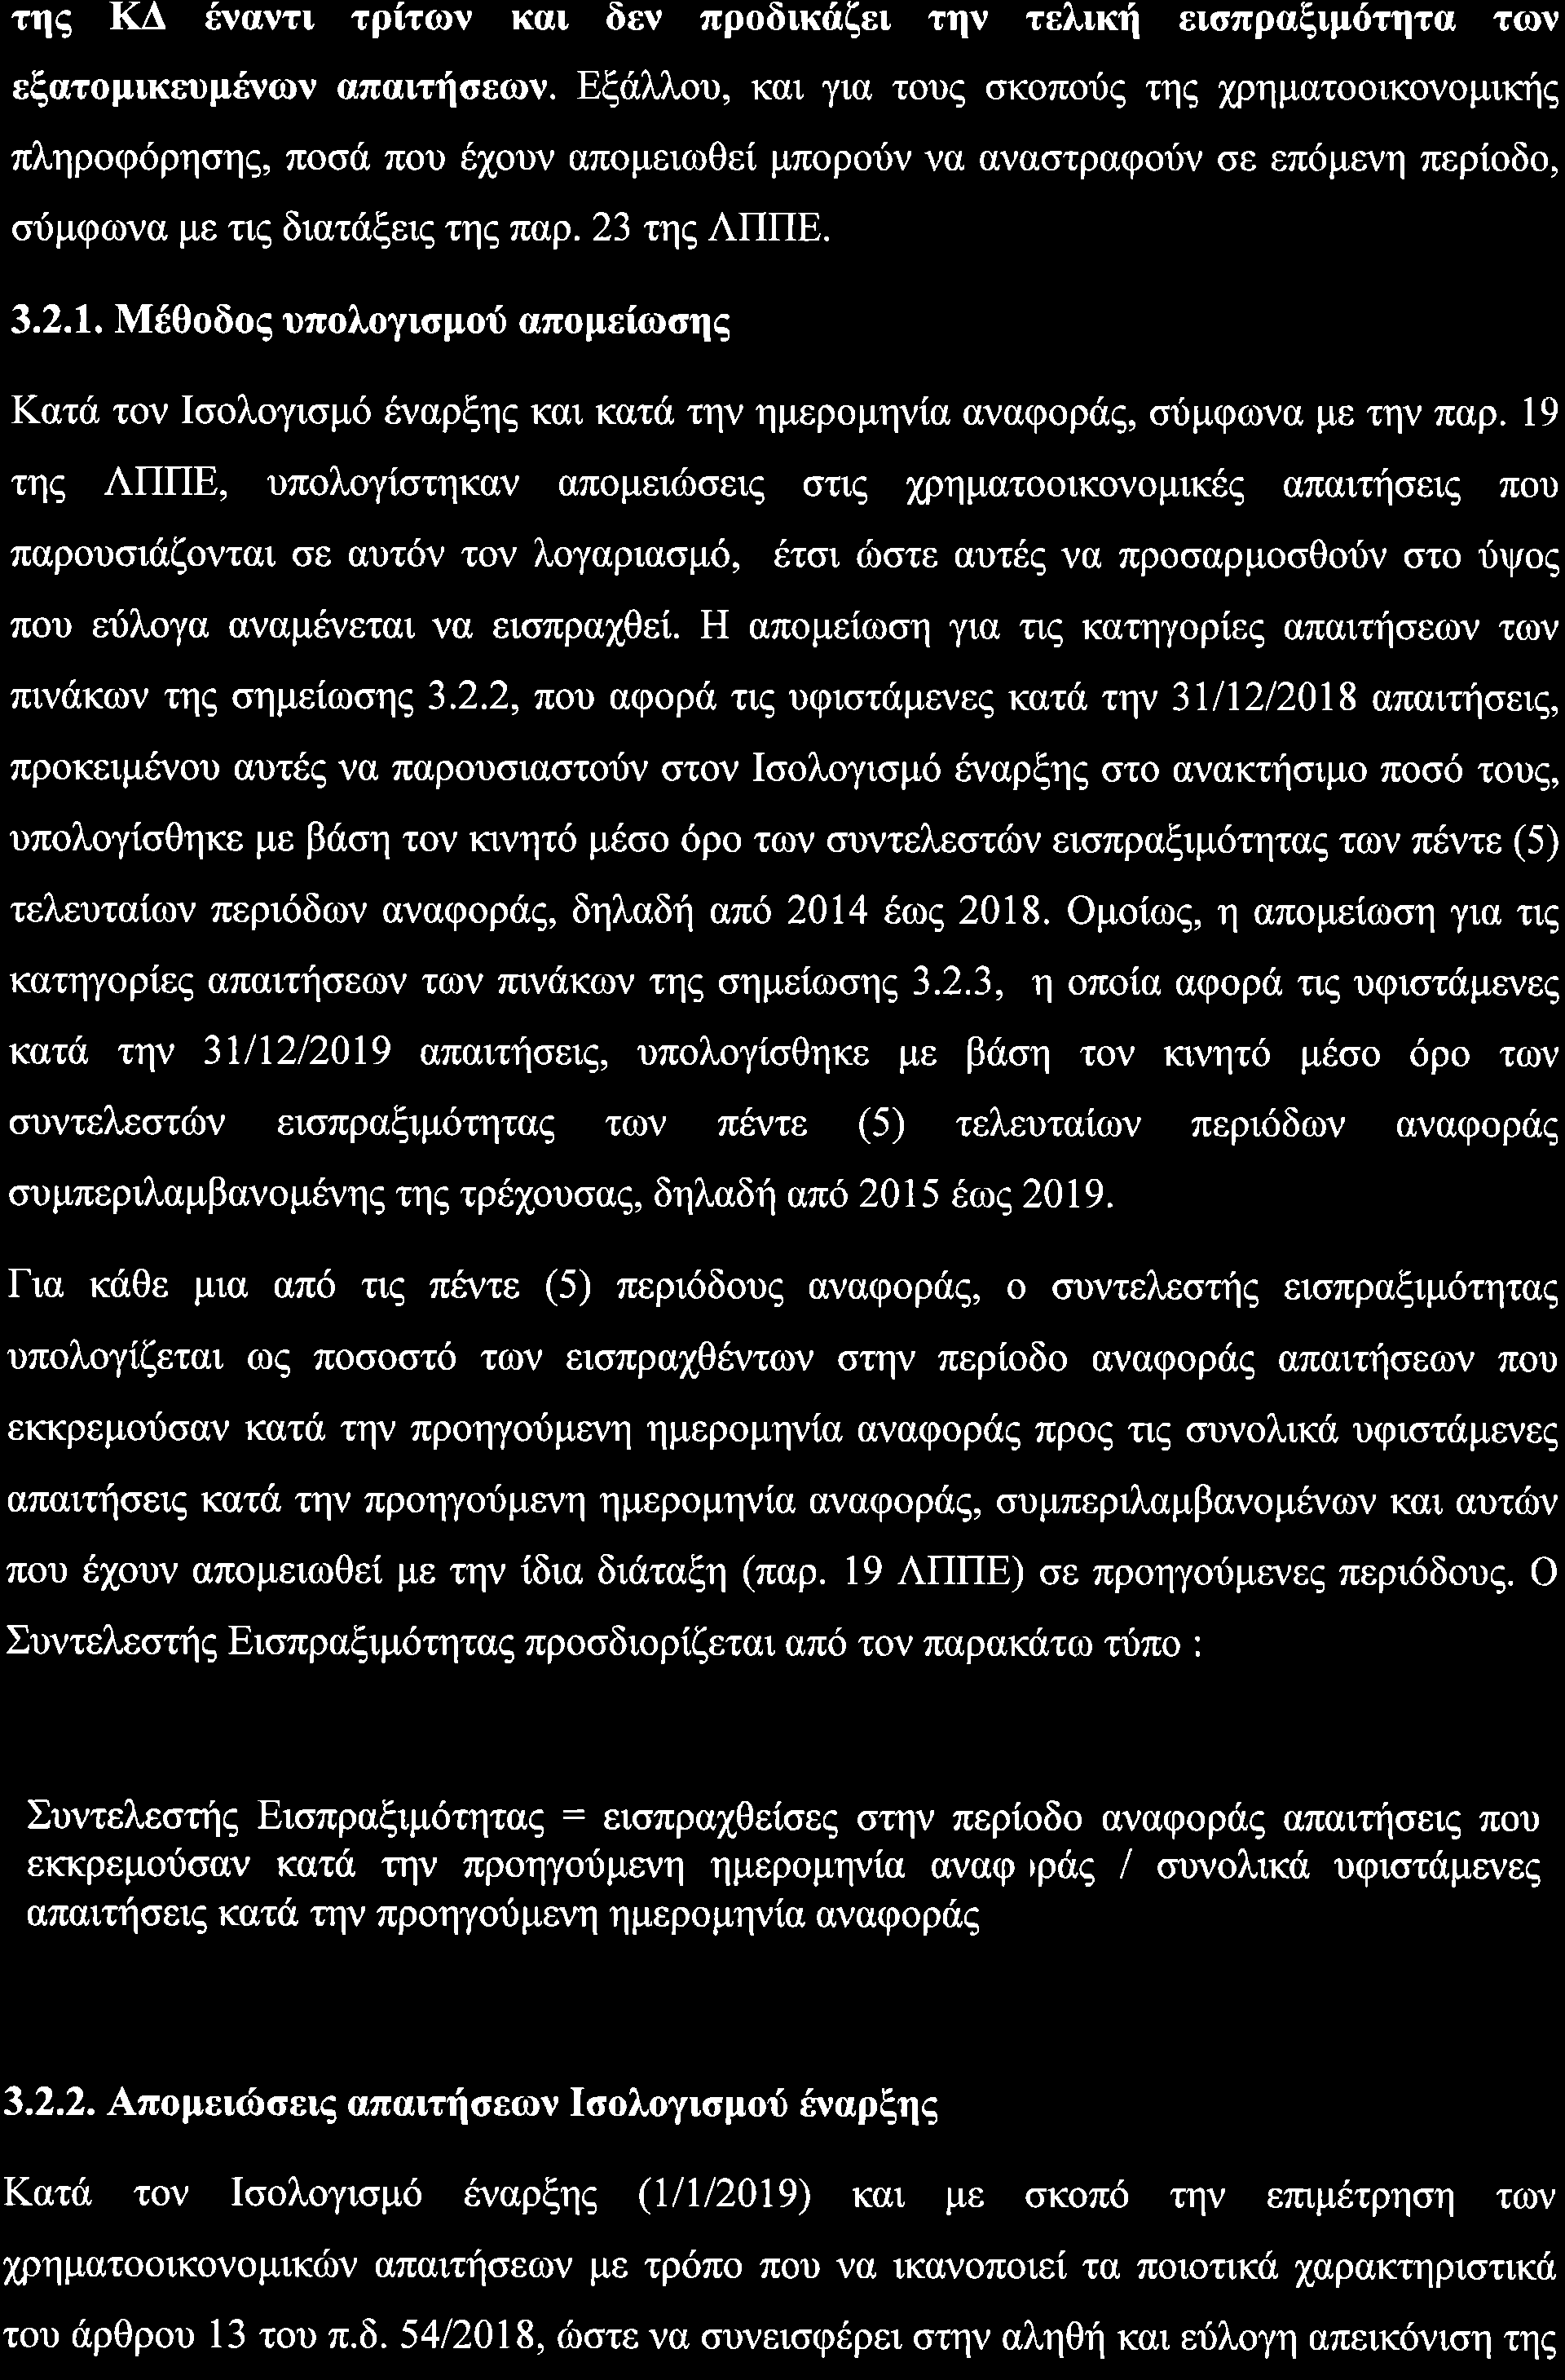 της ΚΔ έναντι τρίτων και δεν προδικάζει την τελική εισπραξιμότητα των
εξατομικευμένων απαιτήσεων. Εξάλλου, και για τους σκοπούς της χρηματοοικονομικής
πληροφόρησης, ποσά που έχουν απομειωθεί μπορούν να αναστραφούν σε επόμενη περίοδο,
σύμφωνα με τις διατάξεις της παρ. 23 της ΛΠΠΕ.
3.2.1. Μέθοδος υπολογισμού απομείωσης
Κατά τον Ισολογισμό έναρξης και κατά την ημερομηνία αναφοράς, σύμφωνα με την παρ. 19
της ΛΠΠΕ, υπολογίστηκαν απομειώσεις στις χρηματοοικονομικές απαιτήσεις που
παρουσιάζονται σε αυτόν τον λογαριασμό, έτσι ώστε αυτές να προσαρμοσθούν στο ύψος
που εύλογα αναμένεται να εισπραχθεί. Η απομείωση για τις κατηγορίες απαιτήσεων των
πινάκων της σημείωσης 3.2.2, που αφορά τις υφιστάμενες κατά την 31/12/2018 απαιτήσεις,
προκειμένου αυτές να παρουσιαστούν στον Ισολογισμό έναρξης στο ανακτήσιμο ποσό τους,
υπολογίσθηκε με βάση τον κινητό μέσο όρο των συντελεστών εισπραξιμότητας των πέντε (5)
τελευταίων περιόδων αναφοράς, δηλαδή από 2014 έως 2018. Ομοίως, η απομείωση για τις
κατηγορίες απαιτήσεων των πινάκων της σημείωσης 3.2.3, η οποία αφορά τις υφιστάμενες
κατά την 31/12/2019 απαιτήσεις, υπολογίσθηκε με βάση τον κινητό μέσο όρο των
συντελεστών εισπραξιμότητας των πέντε (5) τελευταίων περιόδων αναφοράς
συμπεριλαμβανομένης της τρέχουσας, δηλαδή από 2015 έως 2019.
Για κάθε μια από τις πέντε (5) περιόδους αναφοράς, ο συντελεστής εισπραξιμότητας
υπολογίζεται ως ποσοστό των εισπραχθέντων στην περίοδο αναφοράς απαιτήσεων που
εκκρεμούσαν κατά την προηγούμενη ημερομηνία αναφοράς προς τις συνολικά υφιστάμενες
απαιτήσεις κατά την προηγούμενη ημερομηνία αναφοράς, συμπεριλαμβανομένων και αυτών
που έχουν απομειωθεί με την ίδια διάταξη (παρ. 19 ΛΠΠΕ) σε προηγούμενες περιόδους. Ο
Συντελεστής Εισπραξιμότητας προσδιορίζεται από τον παρακάτω τύπο :
Συντελεστής Εισπραξιμότητας = εισπραχθείσες στην περίοδο αναφοράς απαιτήσεις που
εκκρεμούσαν κατά την προηγούμενη ημερομηνία αναφοράς / συνολικά υφιστάμενες
απαιτήσεις κατά την προηγούμενη ημερομηνία αναφοράς
3.2.2. Απομειώσεις απαιτήσεων Ισολογισμού έναρξης
Κατά τον Ισολογισμό έναρξης (1/1/2019) και με σκοπό την επιμέτρηση των
χρηματοοικονομικών απαιτήσεων με τρόπο που να ικανοποιεί τα ποιοτικά χαρακτηριστικά
του άρθρου 13 του π.δ. 54/2018, ώστε να συνεισφέρει στην αληθή και εύλογη απεικόνιση της